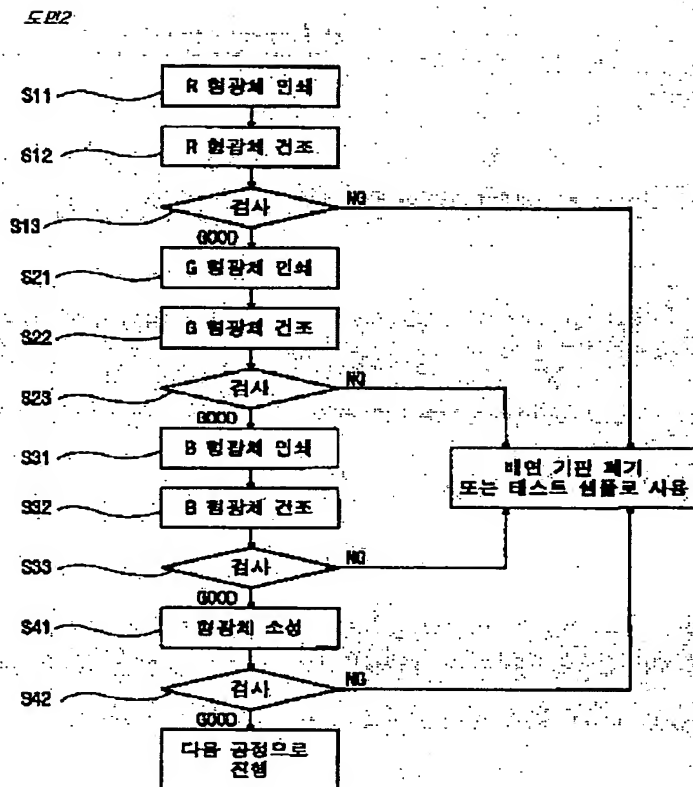 도면2
S11
R 형광체 인쇄
S12
R 형광체 건조
S13
검사
NG
GOOD
S21
G 형광체 인쇄
S22
G 형광체 건조
S23
검사
NG
GOOD
S31
B 형광체 인쇄
배면 기판 폐기
또는 테스트 샘플로 사용
S32
B 형광체 건조
S33
검사
NG
GOOD
S41
형광체 소성
S42
검사
NG
GOOD
다음 공정으로
진행